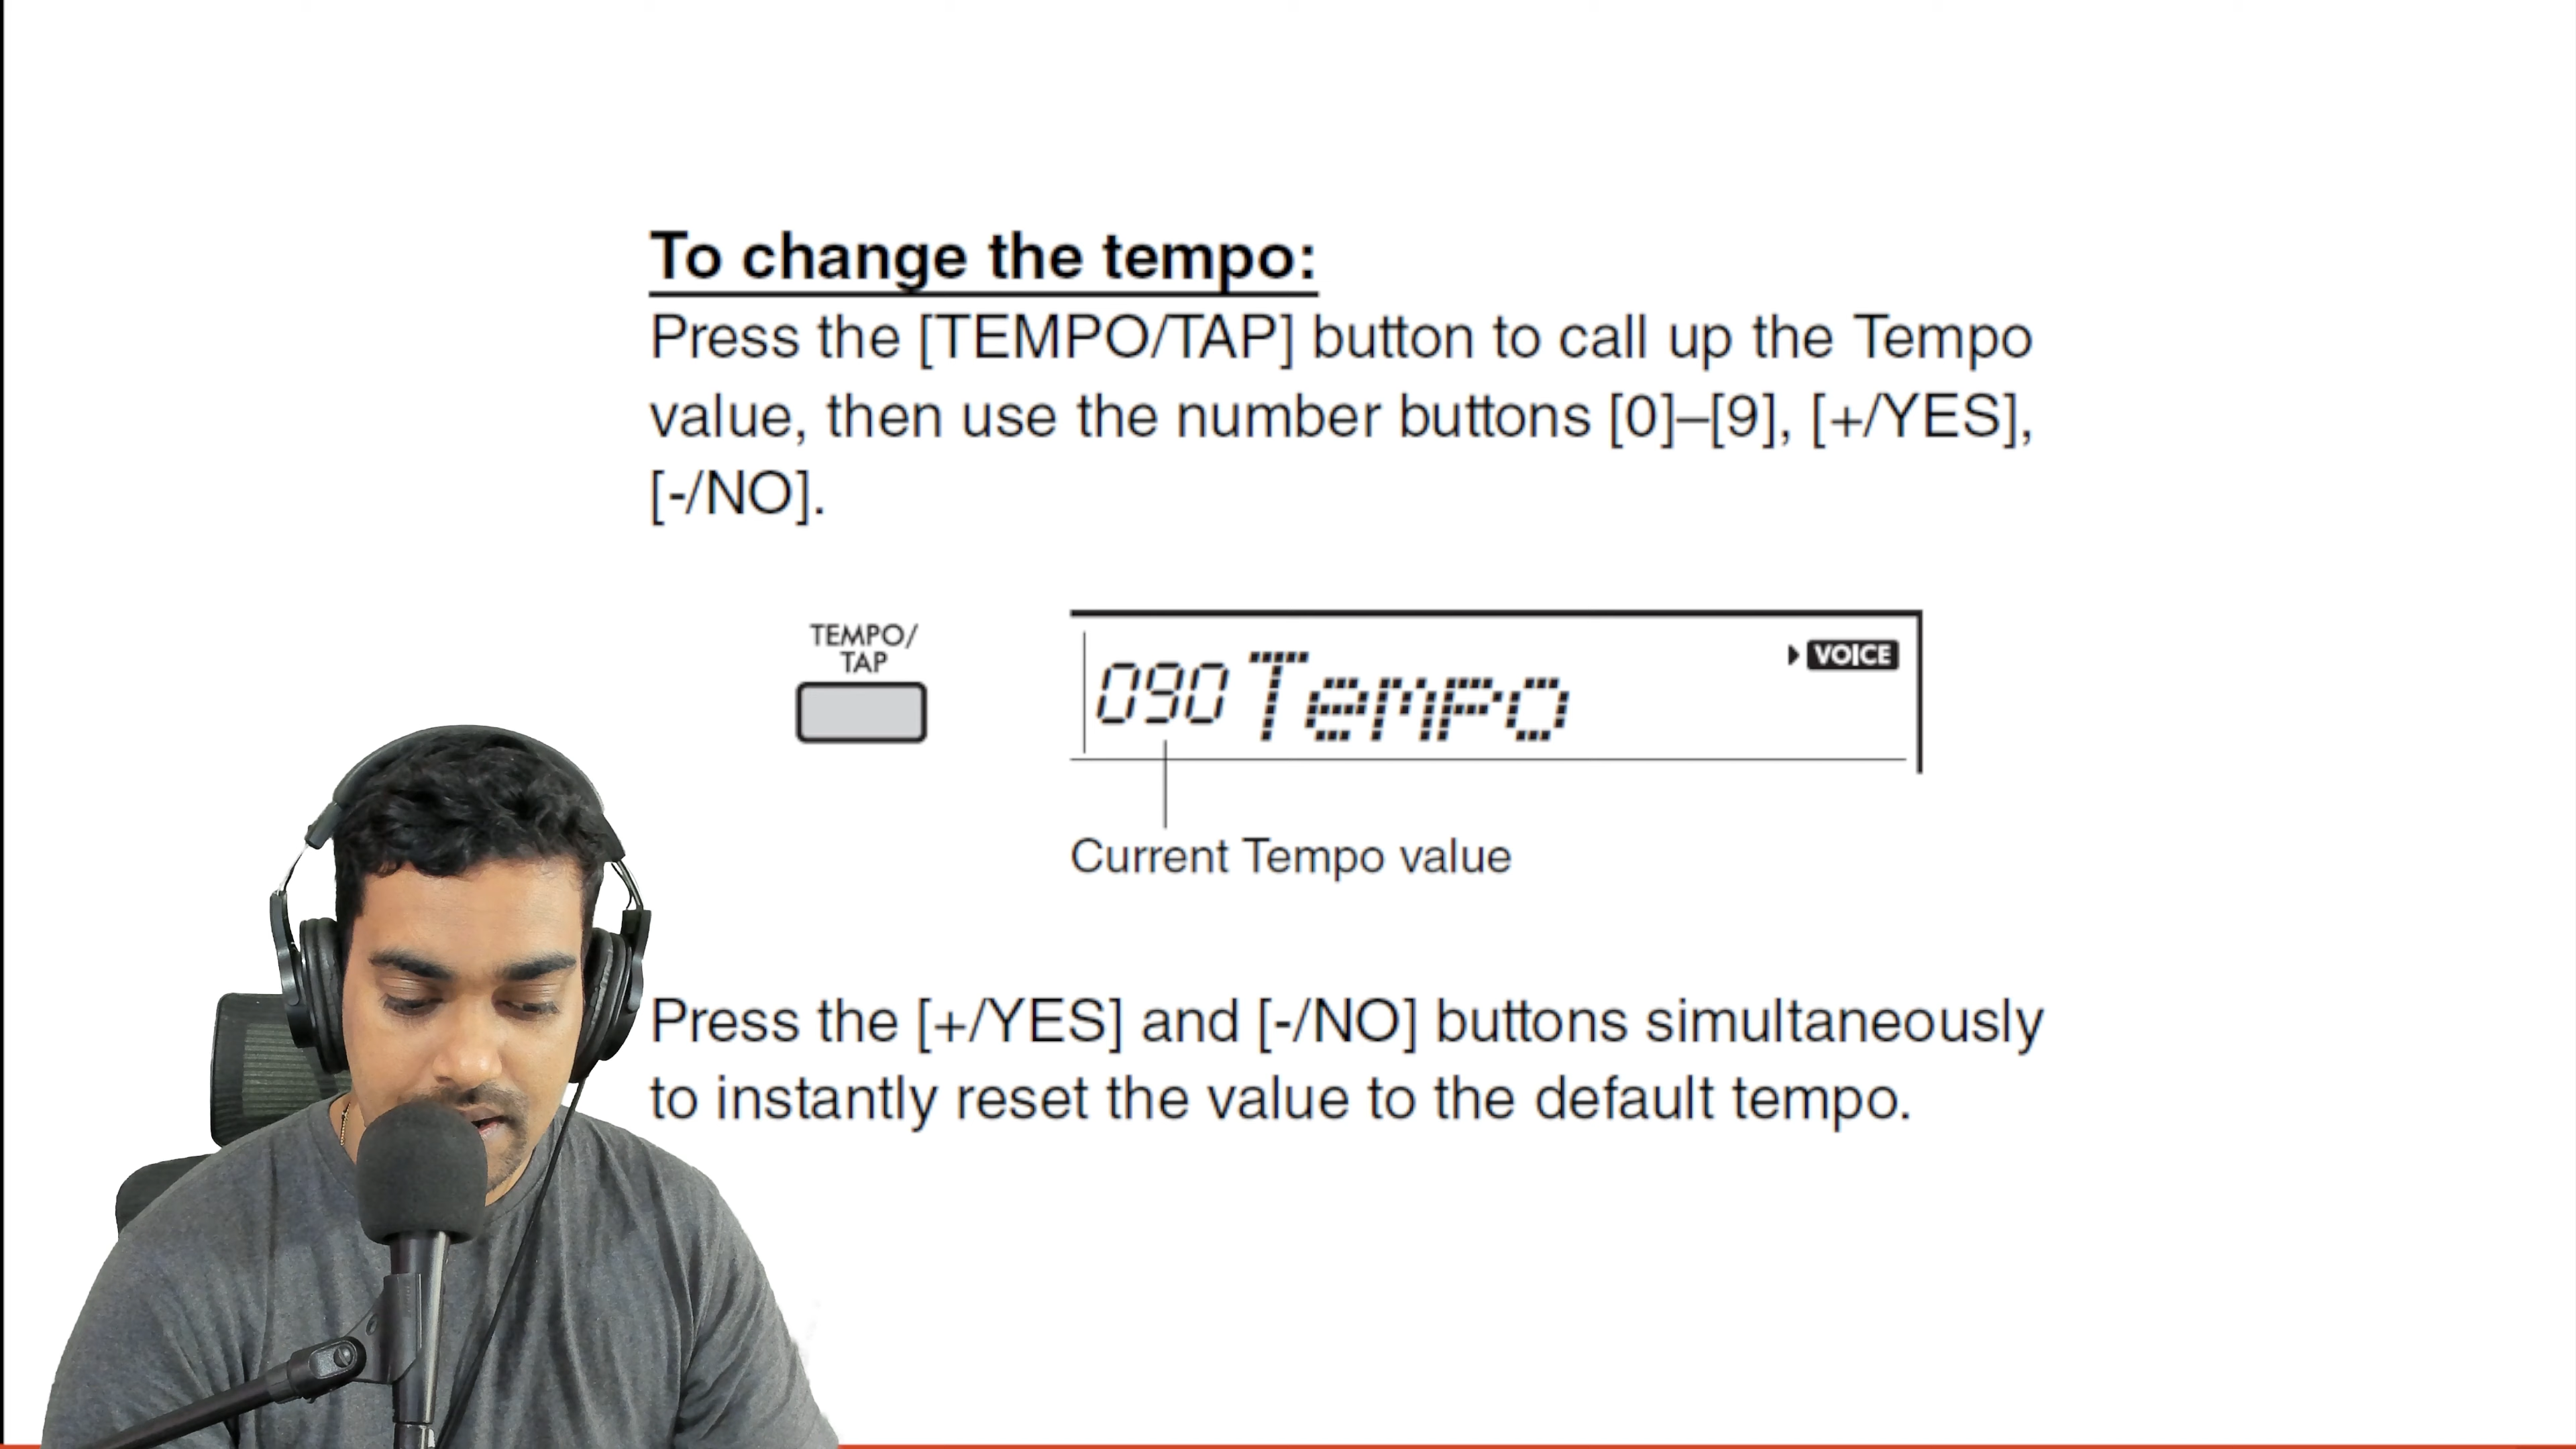 To change the tempo:
Press the [TEMPO/TAP] button to call up the Tempo
value, then use the number buttons [0]–[9], [+/YES],
[-/NO].
TEMPO/
TAP
090 Tempo
VOICE
Current Tempo value
Press the [+/YES] and [-/NO] buttons simultaneously
to instantly reset the value to the default tempo.